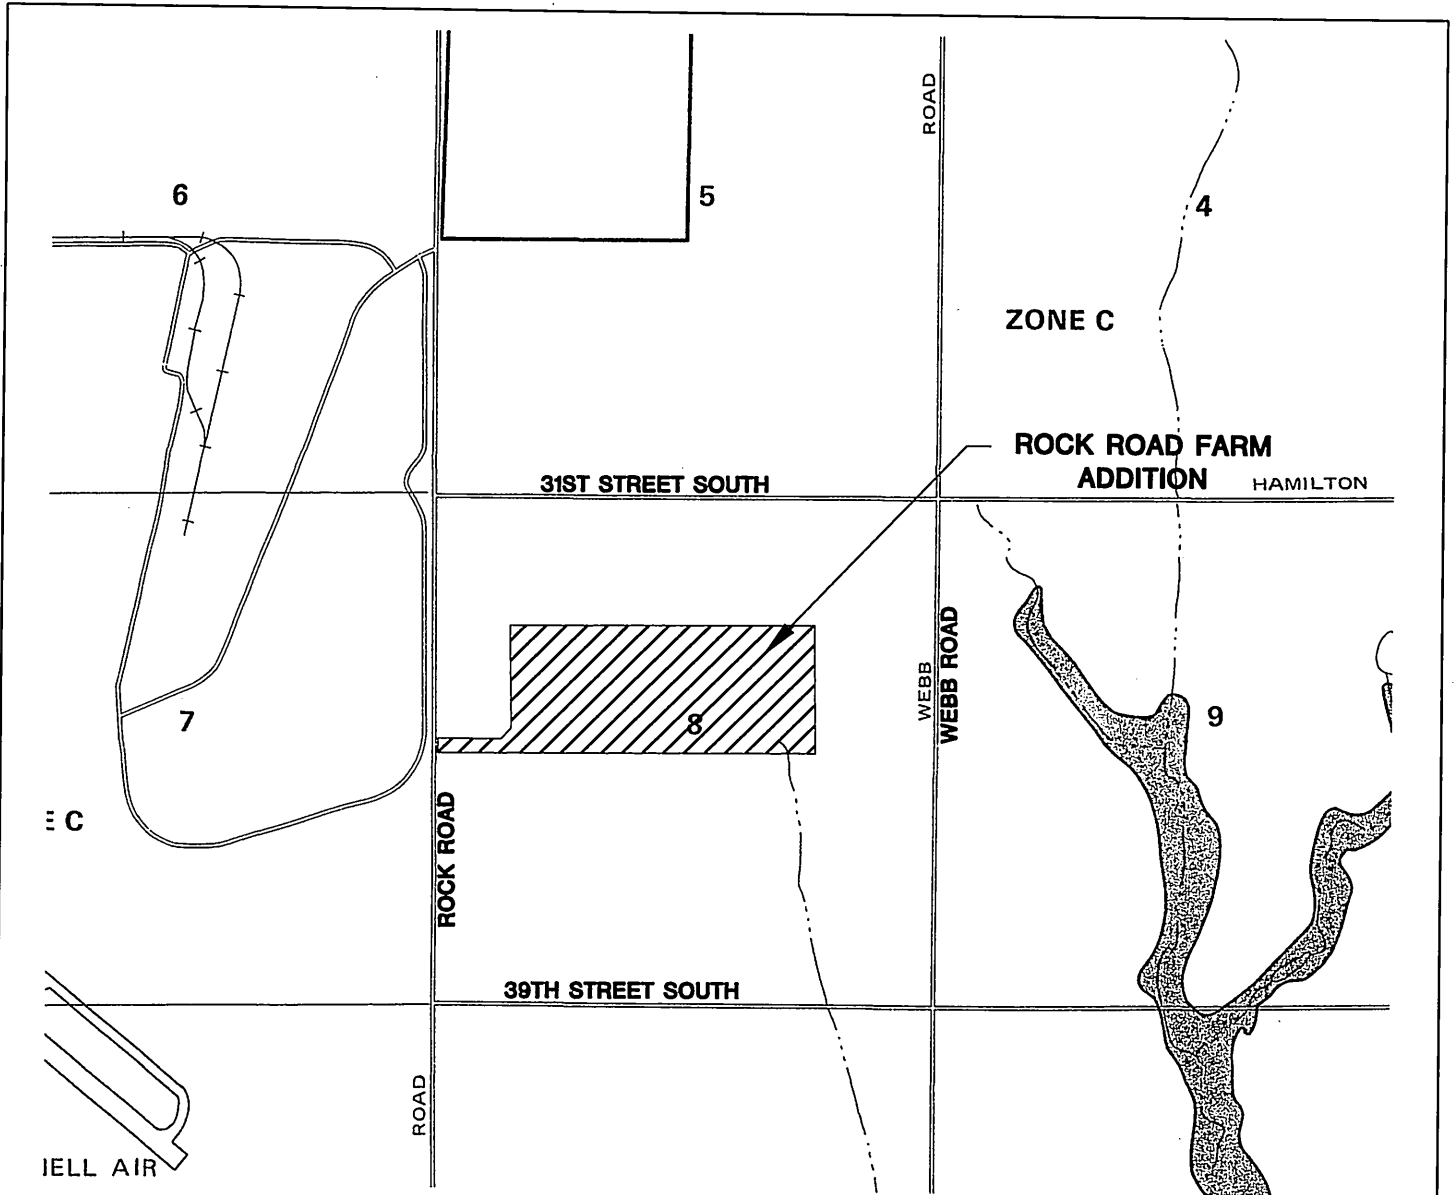 ROAD
6
5
4
ZONE C
ROCK ROAD FARM
ADDITION
31ST STREET SOUTH
HAMILTON
WEBB
WEBB ROAD
7
8
9
E C
ROCK ROAD
39TH STREET SOUTH
ROAD
NELL AIR